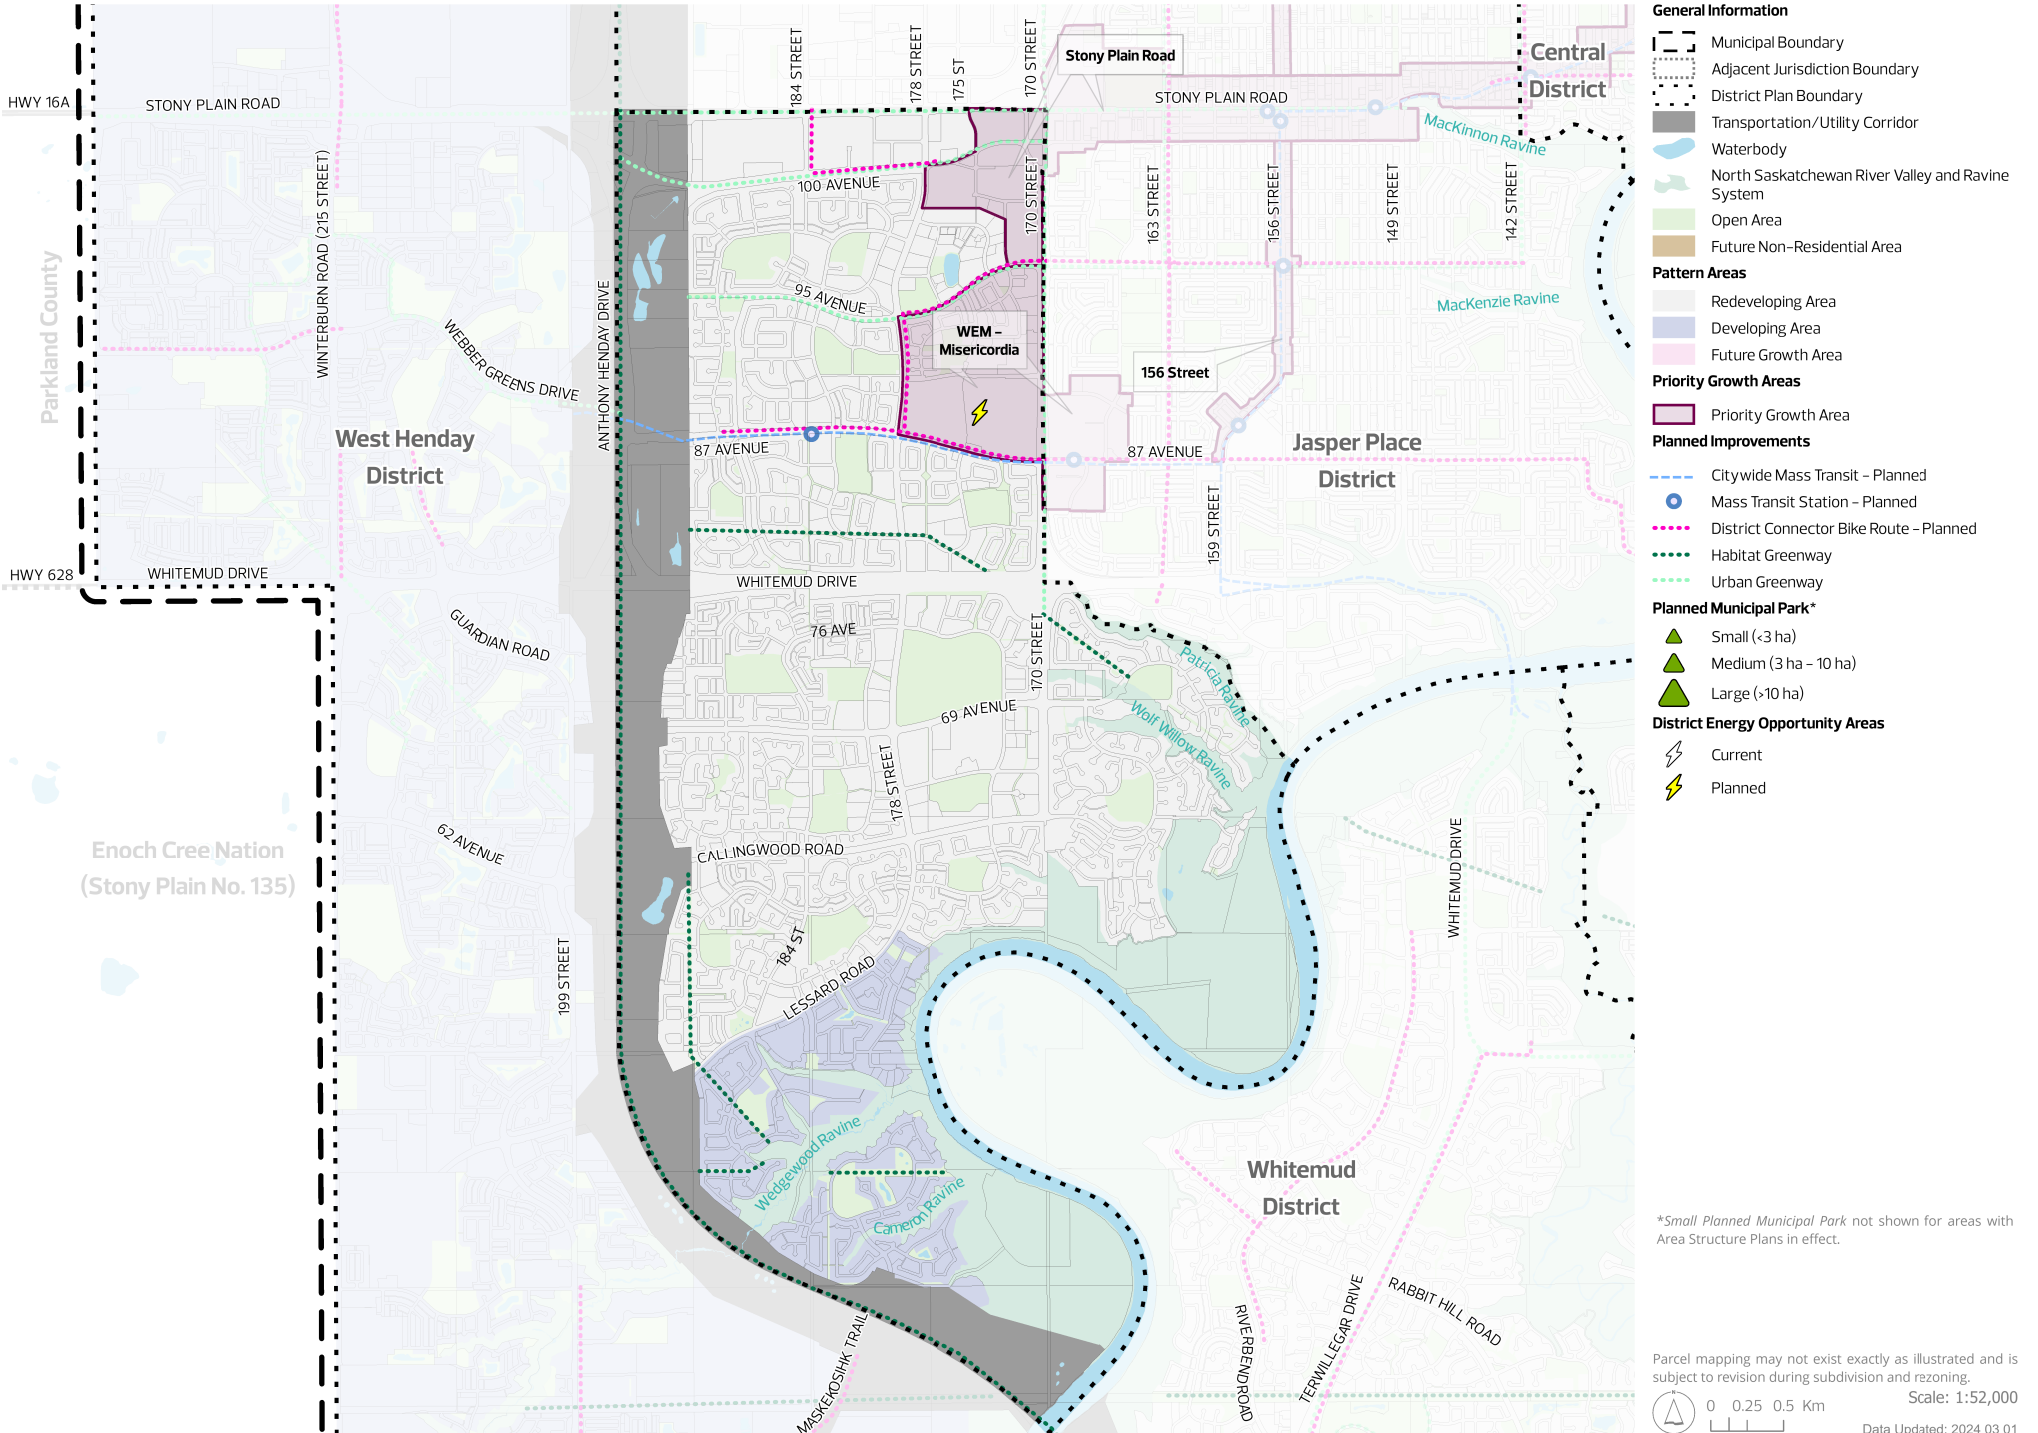 HWY 16A
STONY PLAIN ROAD
184 STREET
178 STREET
175 ST
170 STREET
Stony Plain Road
STONY PLAIN ROAD
Central
District
MacKinnon Ravine
Parkland County
WINTERBURN ROAD (215 STREET)
100 AVENUE
170 STREET
163 STREET
156 STREET
149 STREET
142 STREET
WEBBER GREENS DRIVE
ANTHONY HENDAY DRIVE
95 AVENUE
WEM –
Misericordia
MacKenzie Ravine
156 Street
West Henday
District
87 AVENUE
87 AVENUE
Jasper Place
District
159 STREET
HWY 628
WHITEMUD DRIVE
WHITEMUD DRIVE
GUARDIAN ROAD
76 AVE
170 STREET
Patricia Ravine
Wolf Willow Ravine
69 AVENUE
178 STREET
62 AVENUE
CALLINGWOOD ROAD
Enoch Cree Nation
(Stony Plain No. 135)
WHITEMUD DRIVE
199 STREET
184 ST
LESSARD ROAD
Wedgewood Ravine
Cameron Ravine
Whitemud
District
MASKEKOSIHK TRAIL
RIVERBEND ROAD
TERWILLEGAR DRIVE
RABBIT HILL ROAD
General Information
Municipal Boundary
Adjacent Jurisdiction Boundary
District Plan Boundary
Transportation/Utility Corridor
Waterbody
North Saskatchewan River Valley and Ravine
System
Open Area
Future Non-Residential Area
Pattern Areas
Redeveloping Area
Developing Area
Future Growth Area
Priority Growth Areas
Priority Growth Area
Planned Improvements
Citywide Mass Transit – Planned
Mass Transit Station – Planned
District Connector Bike Route – Planned
Habitat Greenway
Urban Greenway
Planned Municipal Park*
Small (<3 ha)
Medium (3 ha – 10 ha)
Large (>10 ha)
District Energy Opportunity Areas
Current
Planned
*Small Planned Municipal Park not shown for areas with
Area Structure Plans in effect.
Parcel mapping may not exist exactly as illustrated and is
subject to revision during subdivision and rezoning.
N
Scale: 1:52,000
0 0.25 0.5 Km
Data Updated: 2024 03 01